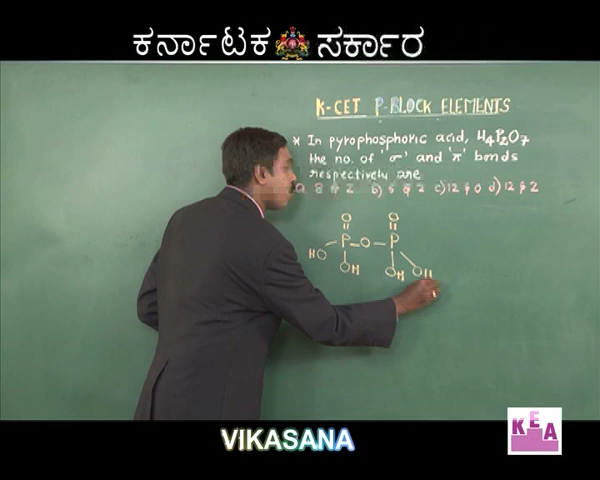 ಕರ್ನಾಟಕ ಸರ್ಕಾರ
K-CET P-BLOCK ELEMENTS
* In pyrophosphoric acid, H4P2O7
the no. of 'σ' and 'π' bonds
respectively are
a) 8 & 2 b) 6 & 2 c) 12 & 0 d) 12 & 2
O O
HO P O P
OH OH OH
VIKASANA
KEA